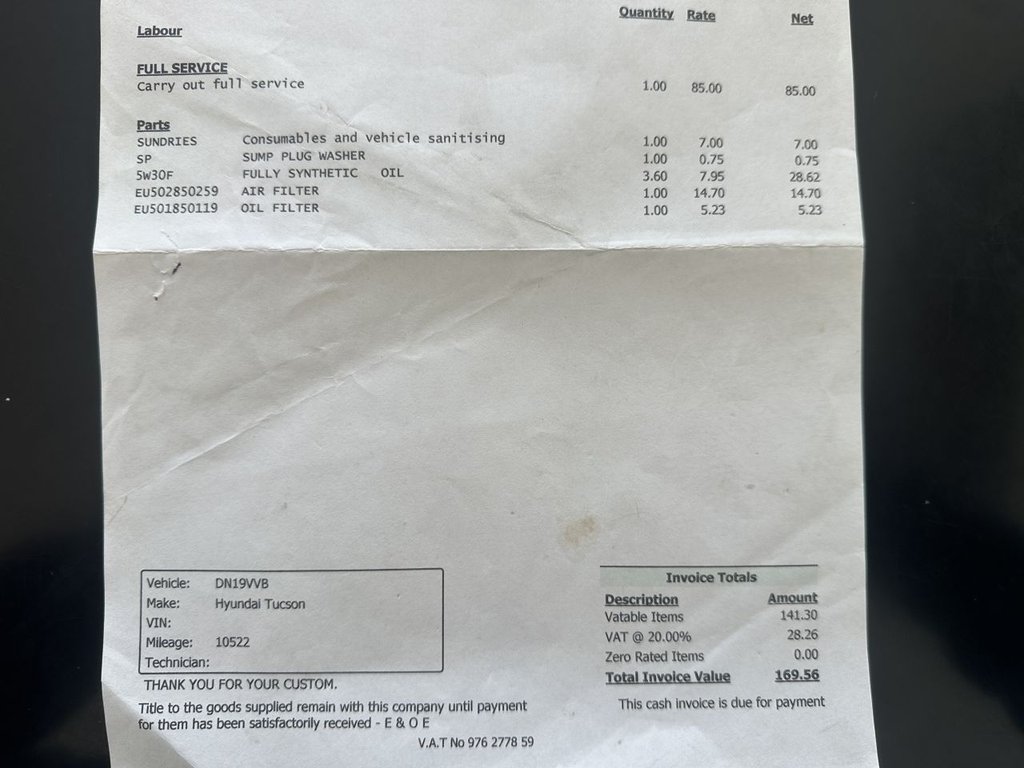 Quantity Rate Net
Labour
FULL SERVICE
Carry out full service 1.00 85.00 85.00
Parts
SUNDRIES Consumables and vehicle sanitising 1.00 7.00 7.00
SP SUMP PLUG WASHER 1.00 0.75 0.75
5W30F FULLY SYNTHETIC OIL 3.60 7.95 28.62
EU502850259 AIR FILTER 1.00 14.70 14.70
EU501850119 OIL FILTER 1.00 5.23 5.23
Vehicle: DN19VVB
Make: Hyundai Tucson
VIN:
Mileage: 10522
Technician:
THANK YOU FOR YOUR CUSTOM.
Title to the goods supplied remain with this company until payment
for them has been satisfactorily received - E & O E
V.A.T No 976 2778 59
Invoice Totals
Description Amount
Vatable Items 141.30
VAT @ 20.00% 28.26
Zero Rated Items 0.00
Total Invoice Value 169.56
This cash invoice is due for payment